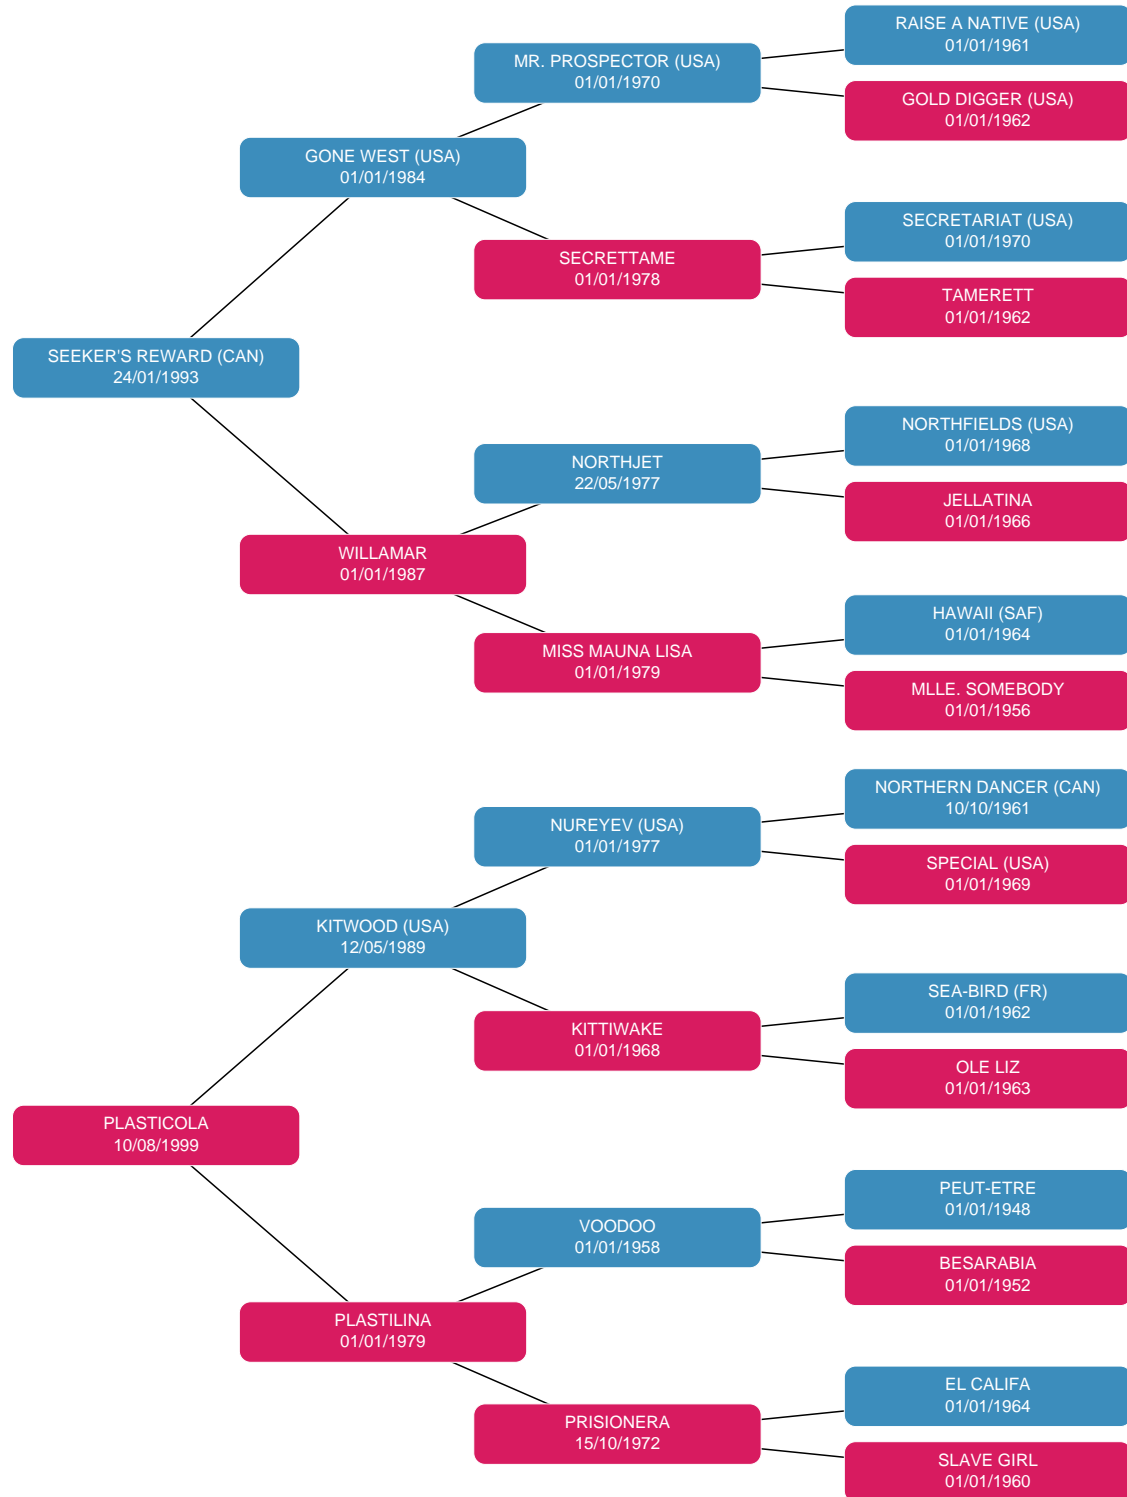 RAISE A NATIVE (USA)
01/01/1961
MR. PROSPECTOR (USA)
01/01/1970
GOLD DIGGER (USA)
01/01/1962
GONE WEST (USA)
01/01/1984
SECRETARIAT (USA)
01/01/1970
SECRETTAME
01/01/1978
TAMERETT
01/01/1962
SEEKER'S REWARD (CAN)
24/01/1993
NORTHFIELDS (USA)
01/01/1968
NORTHJET
22/05/1977
JELLATINA
01/01/1966
WILLAMAR
01/01/1987
HAWAII (SAF)
01/01/1964
MISS MAUNA LISA
01/01/1979
MLLE. SOMEBODY
01/01/1956
NORTHERN DANCER (CAN)
10/10/1961
NUREYEV (USA)
01/01/1977
SPECIAL (USA)
01/01/1969
KITWOOD (USA)
12/05/1989
SEA-BIRD (FR)
01/01/1962
KITTIWAKE
01/01/1968
OLE LIZ
01/01/1963
PLASTICOLA
10/08/1999
PEUT-ETRE
01/01/1948
VOODOO
01/01/1958
BESARABIA
01/01/1952
PLASTILINA
01/01/1979
EL CALIFA
01/01/1964
PRISIONERA
15/10/1972
SLAVE GIRL
01/01/1960